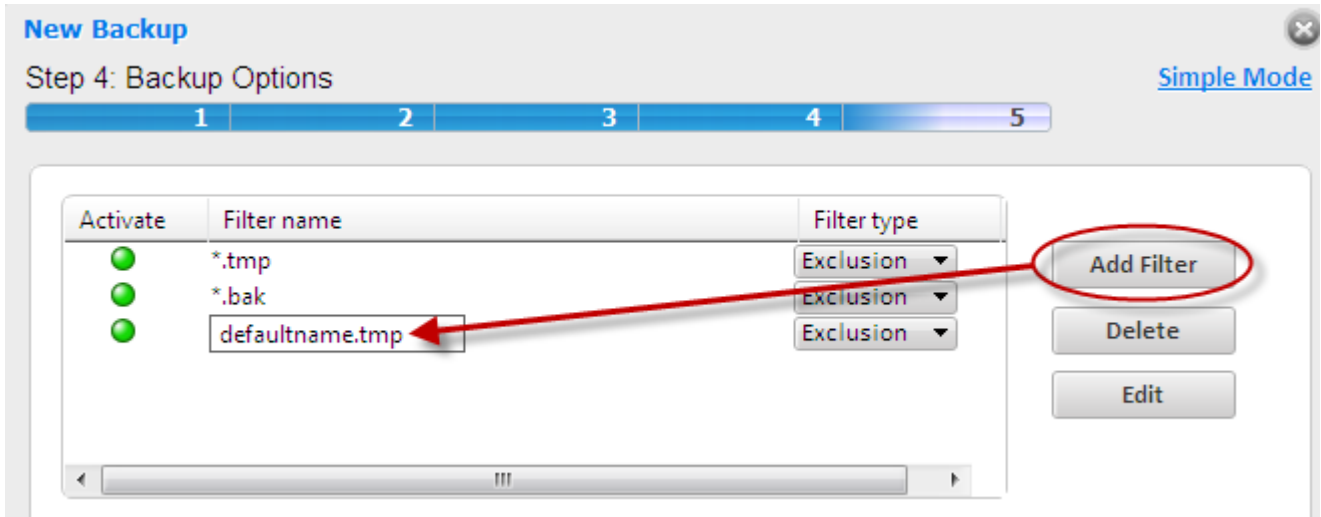 New Backup
Step 4: Backup Options
Simple Mode
1 2 3 4 5
Activate Filter name Filter type
*.tmp Exclusion
*.bak Exclusion
defaultname.tmp Exclusion
Add Filter
Delete
Edit